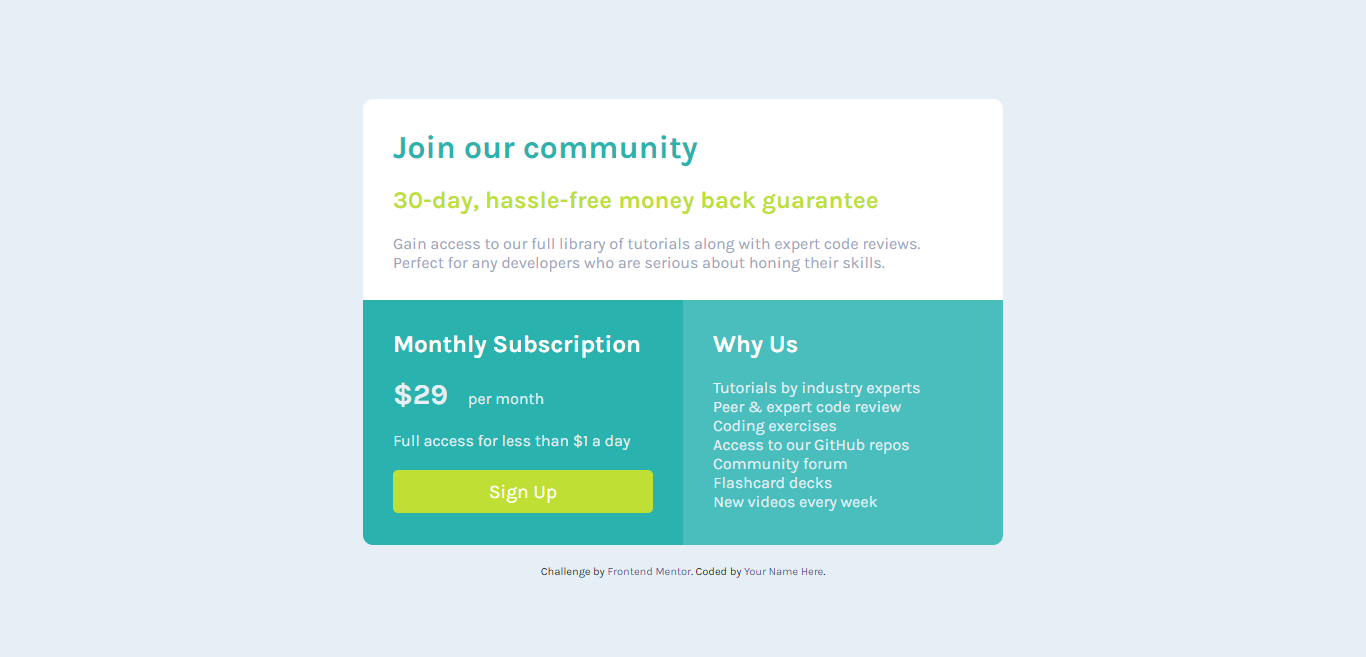 Join our community
30-day, hassle-free money back guarantee
Gain access to our full library of tutorials along with expert code reviews.
Perfect for any developers who are serious about honing their skills.
Monthly Subscription
$29 per month
Full access for less than $1 a day
Sign Up
Why Us
Tutorials by industry experts
Peer & expert code review
Coding exercises
Access to our GitHub repos
Community forum
Flashcard decks
New videos every week
Challenge by Frontend Mentor. Coded by Your Name Here.